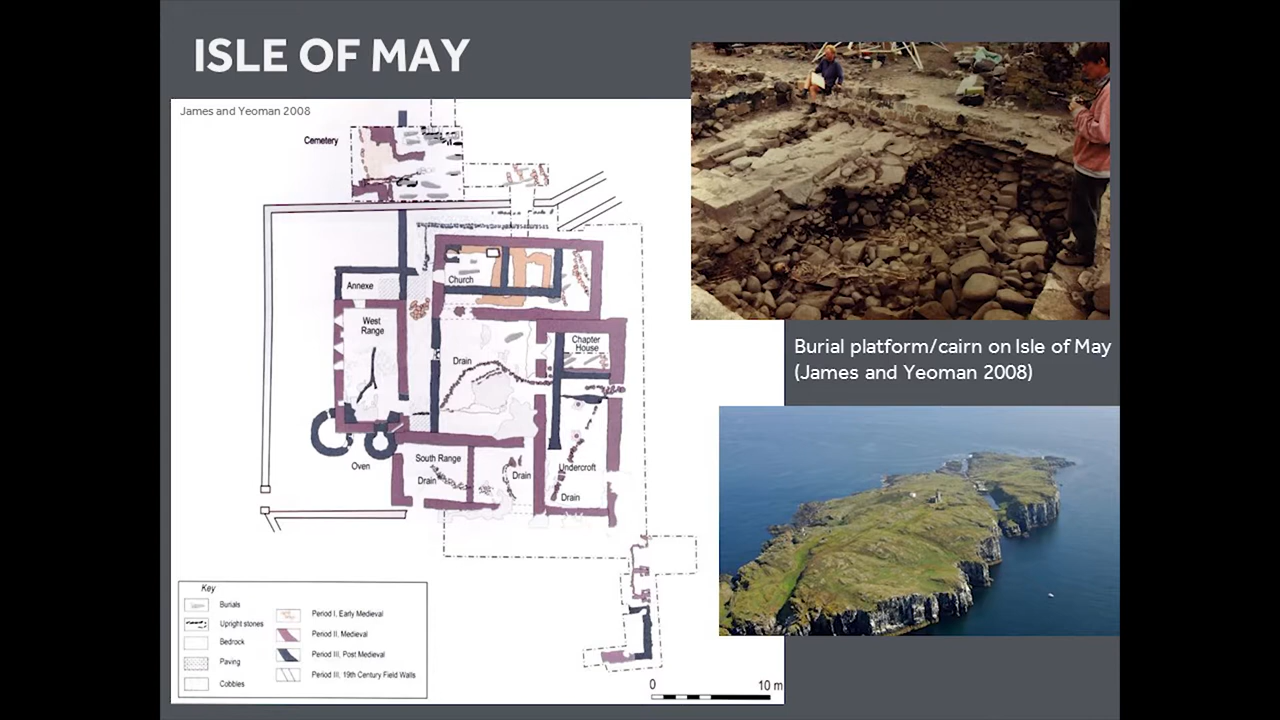 ISLE OF MAY
James and Yeoman 2008
Cemetery
Annexe
Church
West
Range
Chapter
House
Drain
Oven
South Range
Drain
Drain
Undercroft
Drain
Key
Burials
Upright stones
Bedrock
Paving
Cobbles
Period I, Early Medieval
Period II, Medieval
Period III, Post Medieval
Period III, 19th Century Field Walls
0 10 m
Burial platform/cairn on Isle of May
(James and Yeoman 2008)